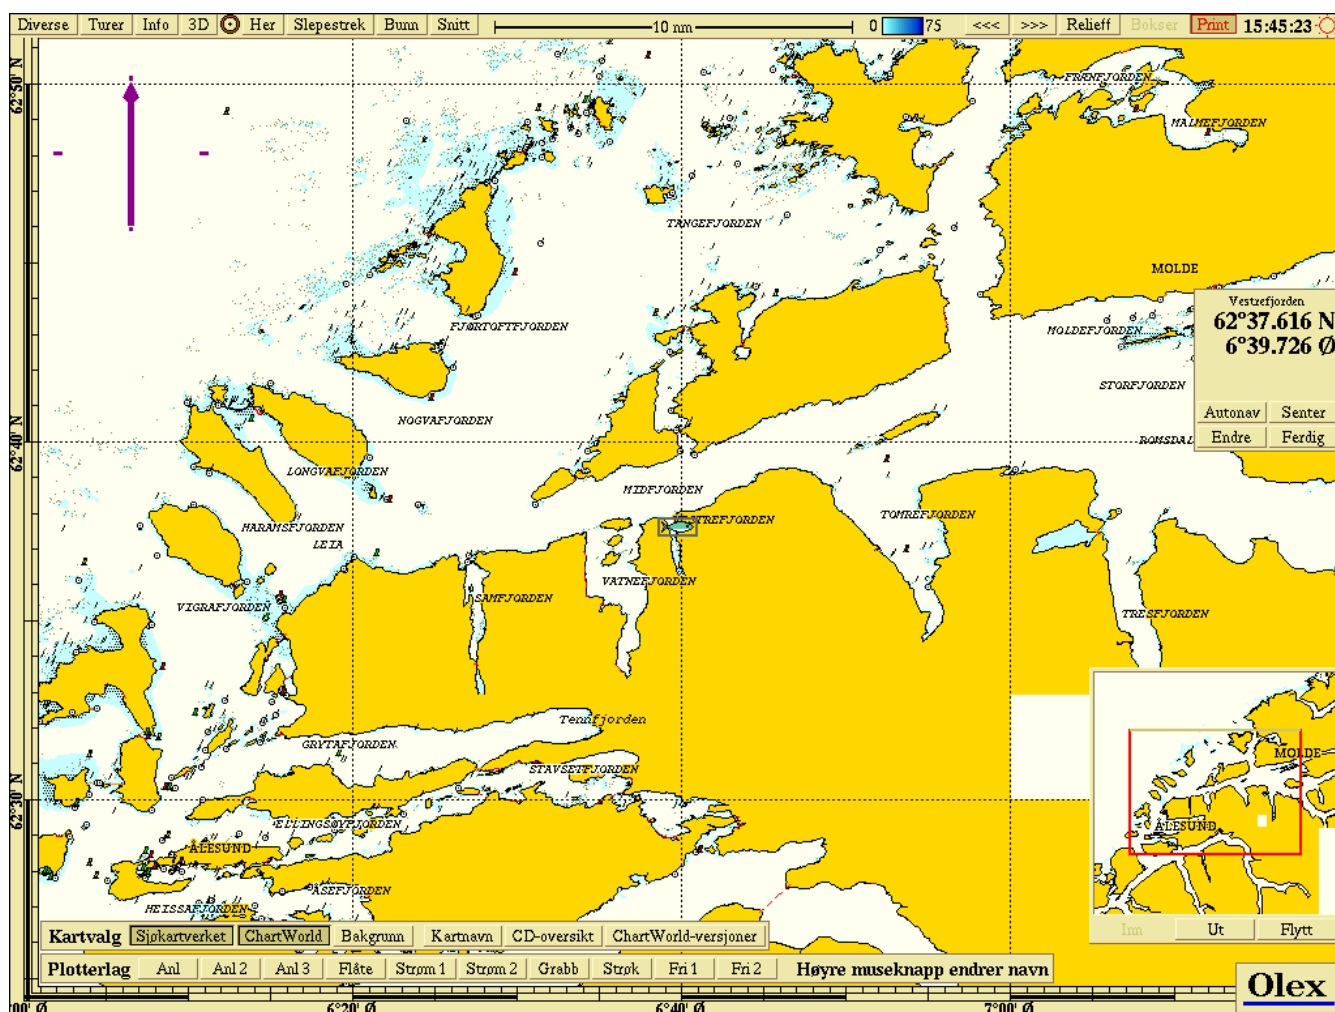 Diverse Turer Info 3D Her Slepestrek Bunn Snitt 10 nm 0 75 <<< >>> Relieff Bokser Print 15:45:23
62°50' N
FRÆNFJORDEN
MALMEFJORDEN
TANGEFJORDEN
MOLDE
Vestrefjorden
62°37.616 N
6°39.726 Ø
Autonav Senter
Endre Ferdig
FJØRTOFTFJORDEN
MOLDEFJORDEN
STORFJORDEN
NOGVAFJORDEN
62°40' N
ROMSDAL
LONGVAFJORDEN
MIDFJORDEN
HARAMSFJORDEN
TREFJORDEN
TOMREFJORDEN
LEIA
VATNEFJORDEN
SAMFJORDEN
VIGRAFJORDEN
TRESFJORDEN
Tennfjorden
GRYTAFJORDEN
STAVSETFJORDEN
MOLDE
62°30' N
ELLINGSØYFJORDEN
ÅLESUND
ÅLESUND
ÅSEFJORDEN
HEISSAFJORDEN
Inn Ut Flytt
Kartvalg Sjøkartverket ChartWorld Bakgrunn Kartnavn CD-oversikt ChartWorld-versjoner
Plotterlag Anl Anl 2 Anl 3 Flåte Strøm 1 Strøm 2 Grabb Strøk Fri 1 Fri 2 Høyre museknapp endrer navn
Olex
:00' Ø 6°20' Ø 6°40' Ø 7°00' Ø